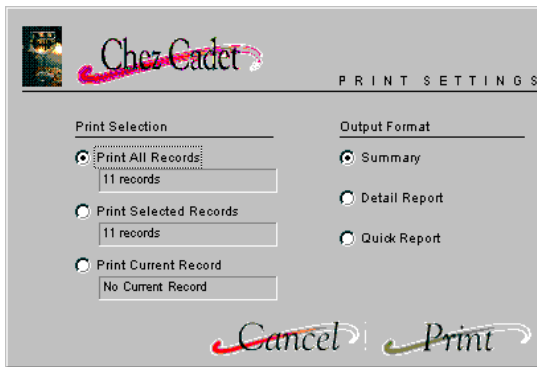 Chez Cadet
PRINT SETTINGS
Print Selection
Print All Records
11 records
Print Selected Records
11 records
Print Current Record
No Current Record
Output Format
Summary
Detail Report
Quick Report
Cancel
Print